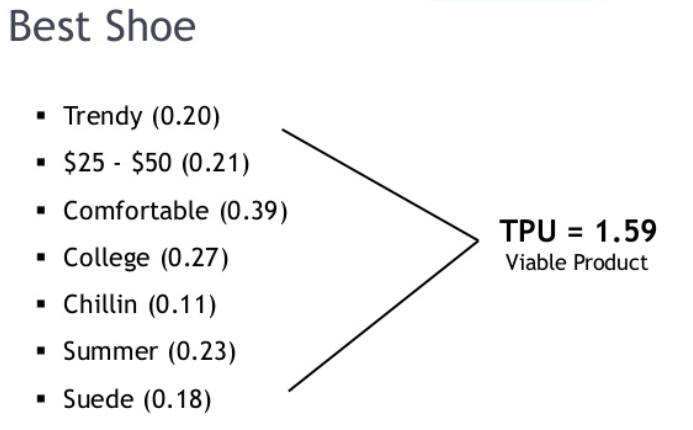 Best Shoe
▪ Trendy (0.20)
▪ $25 - $50 (0.21)
▪ Comfortable (0.39)
▪ College (0.27)
▪ Chillin (0.11)
▪ Summer (0.23)
▪ Suede (0.18)
TPU = 1.59
Viable Product